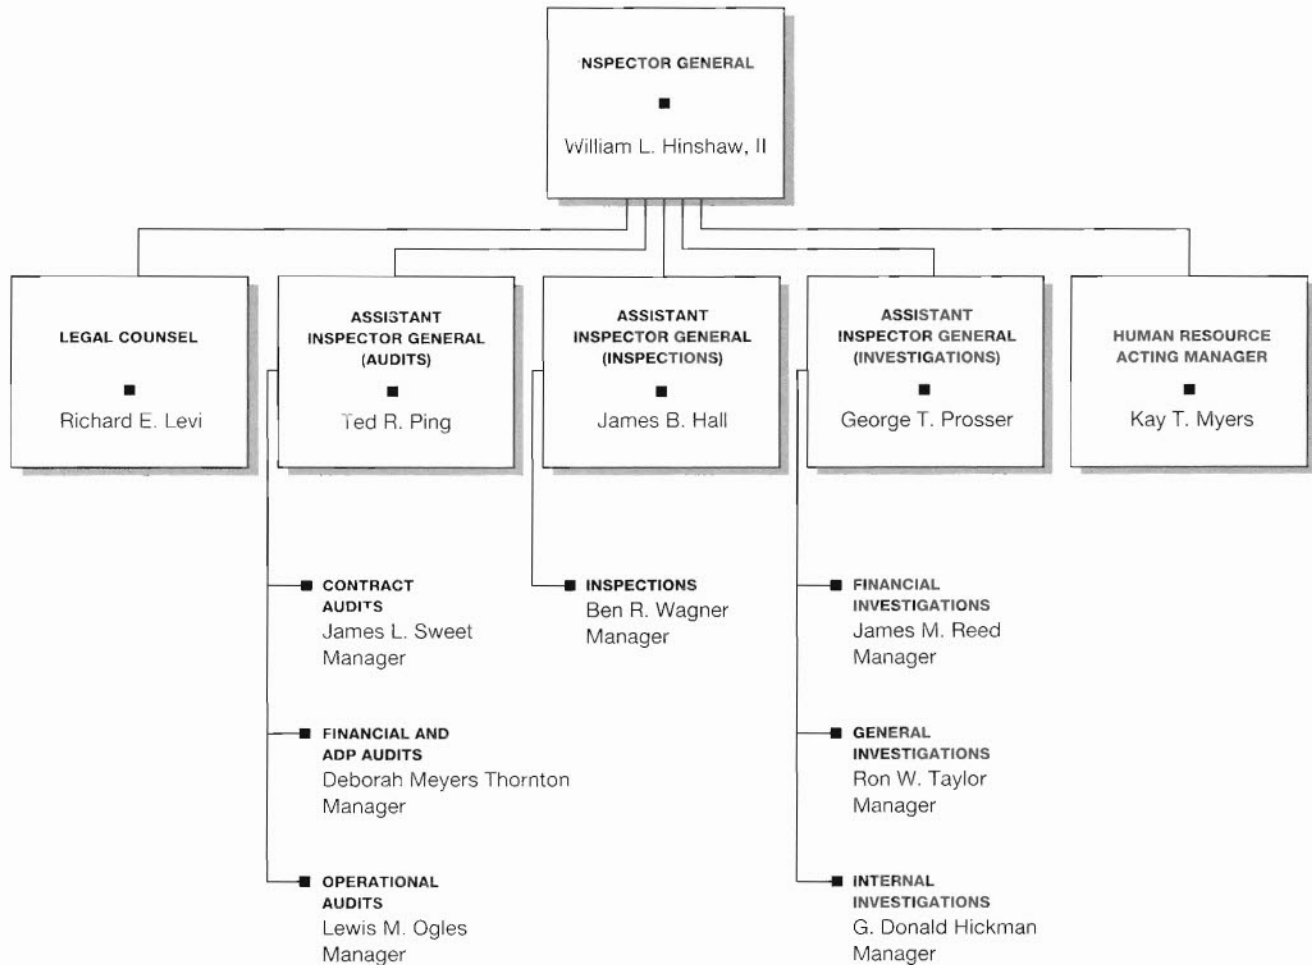 NSPECTOR GENERAL
William L. Hinshaw, II
LEGAL COUNSEL
Richard E. Levi
ASSISTANT
INSPECTOR GENERAL
(AUDITS)
Ted R. Ping
ASSISTANT
INSPECTOR GENERAL
(INSPECTIONS)
James B. Hall
ASSISTANT
INSPECTOR GENERAL
(INVESTIGATIONS)
George T. Prosser
HUMAN RESOURCE
ACTING MANAGER
Kay T. Myers
CONTRACT
AUDITS
James L. Sweet
Manager
FINANCIAL AND
ADP AUDITS
Deborah Meyers Thornton
Manager
OPERATIONAL
AUDITS
Lewis M. Ogles
Manager
INSPECTIONS
Ben R. Wagner
Manager
FINANCIAL
INVESTIGATIONS
James M. Reed
Manager
GENERAL
INVESTIGATIONS
Ron W. Taylor
Manager
INTERNAL
INVESTIGATIONS
G. Donald Hickman
Manager